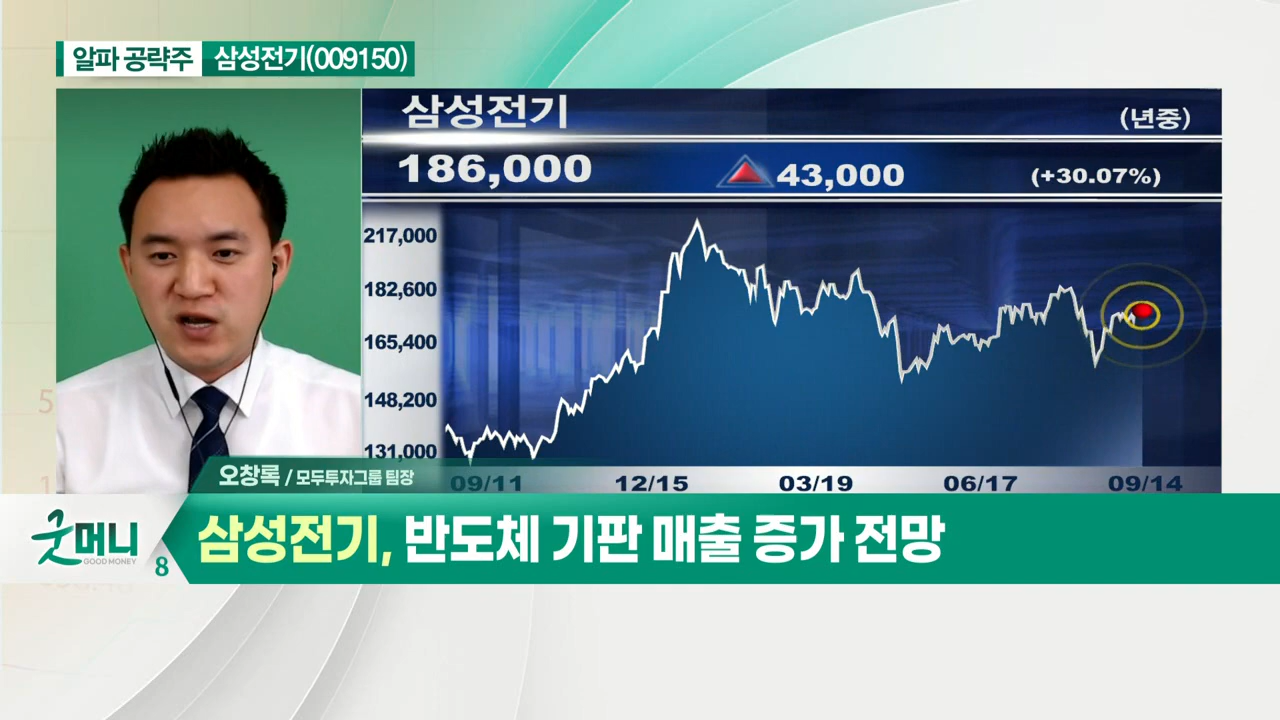 알파 공략주 삼성전기(009150)
삼성전기
(년중)
186,000 ▲ 43,000 (+30.07%)
217,000
182,600
165,400
148,200
131,000
09/11 12/15 03/19 06/17 09/14
오창록 / 모두투자그룹 팀장
굿머니
GOOD MONEY
8
삼성전기, 반도체 기판 매출 증가 전망